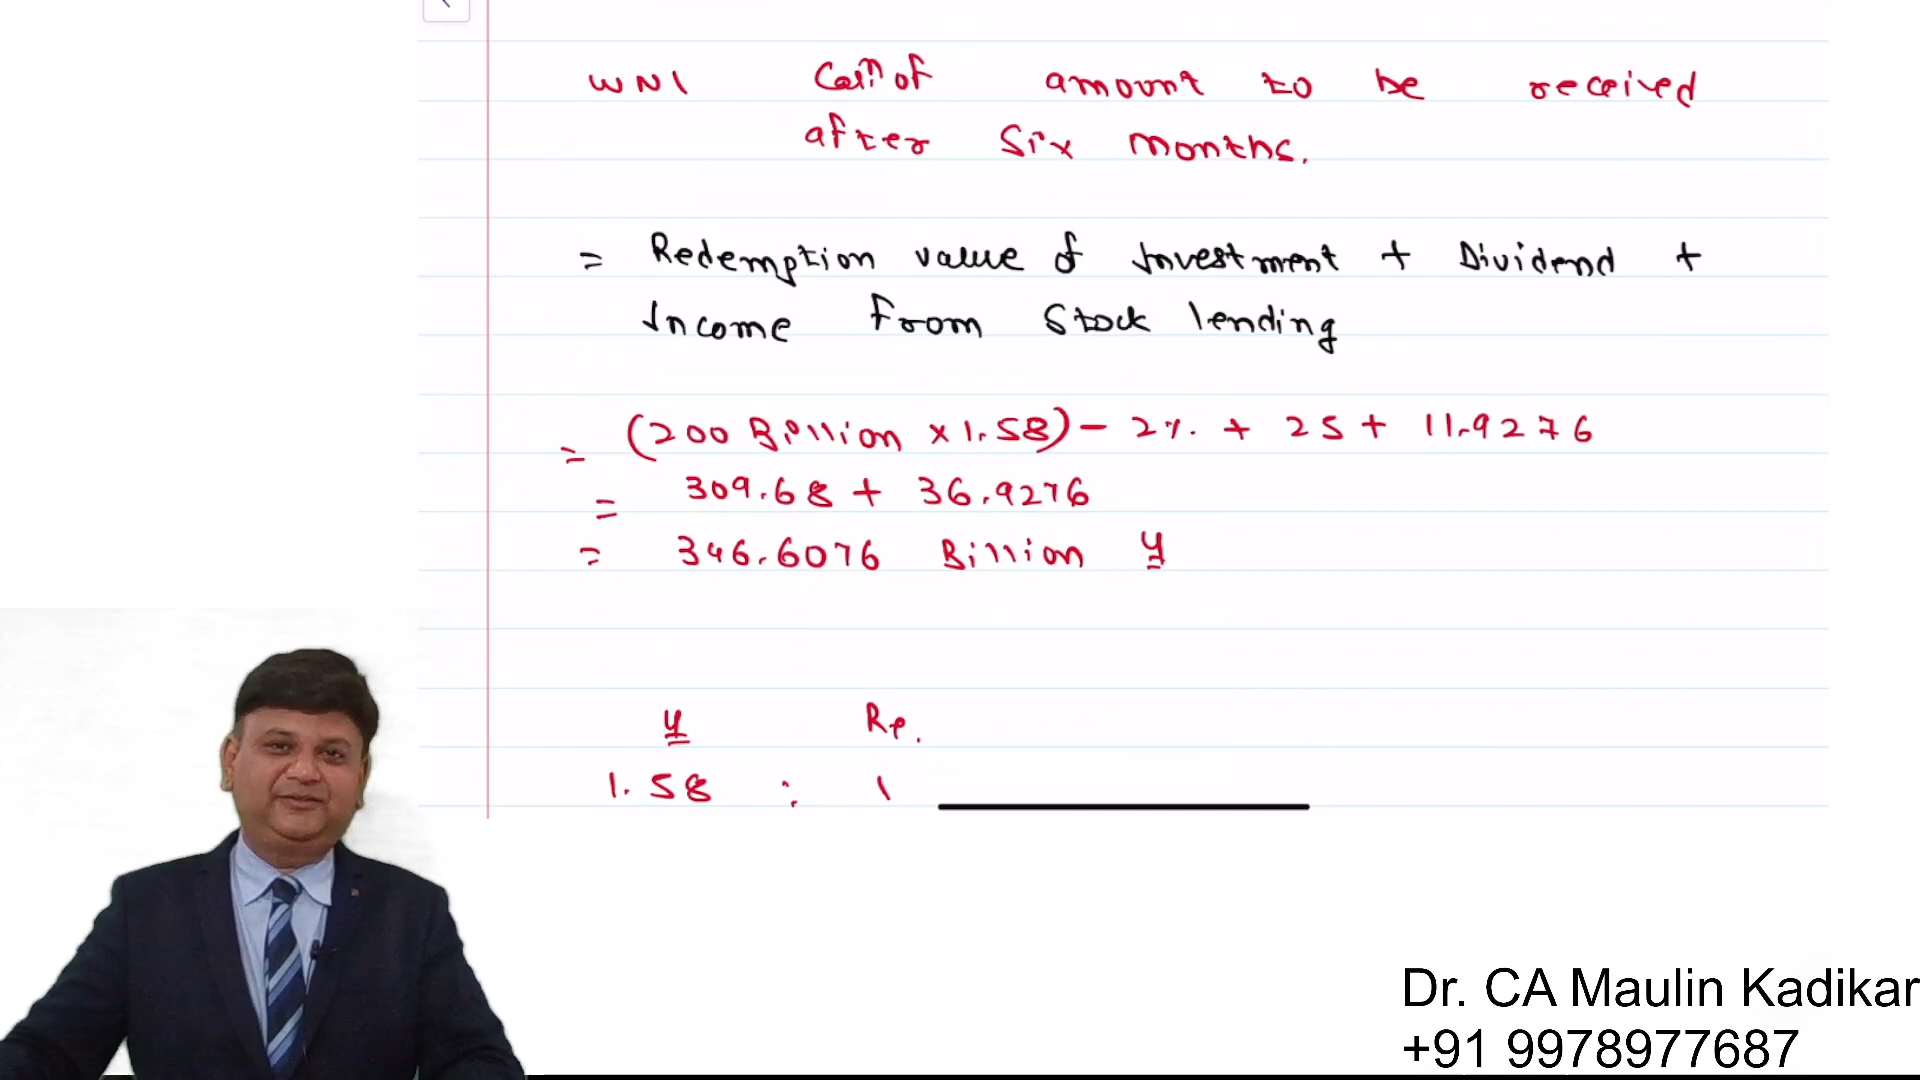 WN1 Caln of amount to be received
after six months.
= Redemption value of Investment + Dividend +
Income from Stock lending
= (200 Billion x 1.58) - 2% + 25 + 11.9276
= 309.68 + 36.9276
= 346.6076 Billion ¥
¥ Re.
1.58 : 1
Dr. CA Maulin Kadikar
+91 9978977687